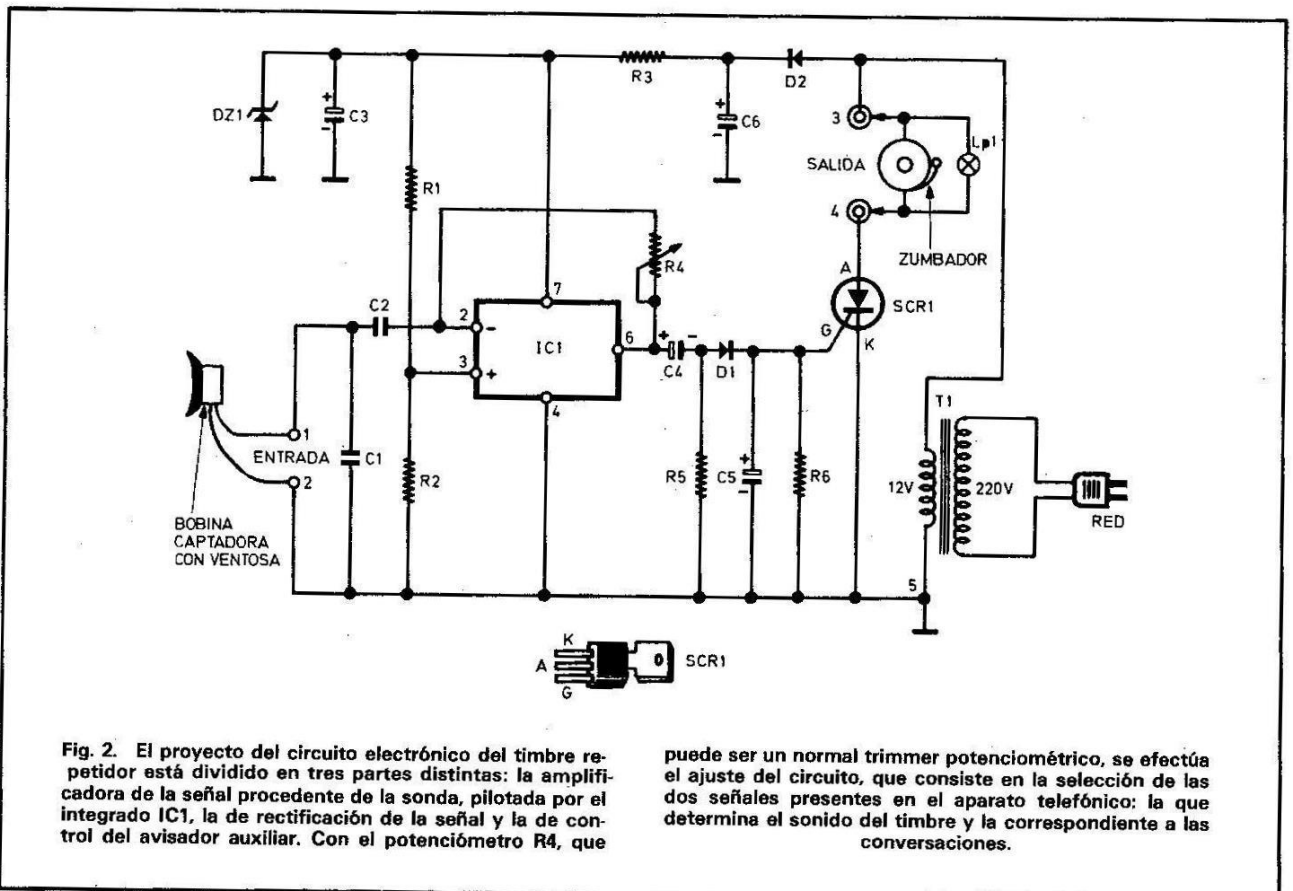 D2
R3
3
DZ1
+
-
C3
+
-
C6
Lp1
SALIDA
R1
4
R4
ZUMBADOR
A
7
SCR1
C2
2
-
G
6
+
-
K
IC1
3
+
C4
D1
T1
4
1
ENTRADA
C1
R2
R5
+
C5
-
R6
12V
220V
2
RED
BOBINA
CAPTADORA
CON VENTOSA
5
K
A
SCR1
G
Fig. 2. El proyecto del circuito electrónico del timbre re-
petidor está dividido en tres partes distintas: la amplifi-
cadora de la señal procedente de la sonda, pilotada por el
integrado IC1, la de rectificación de la señal y la de con-
trol del avisador auxiliar. Con el potenciómetro R4, que
puede ser un normal trimmer potenciométrico, se efectúa
el ajuste del circuito, que consiste en la selección de las
dos señales presentes en el aparato telefónico: la que
determina el sonido del timbre y la correspondiente a las
conversaciones.